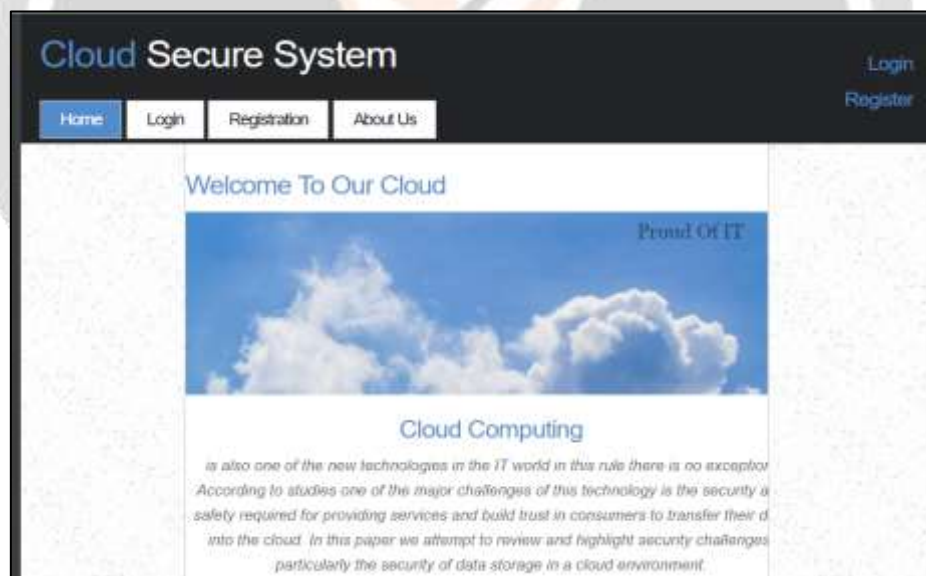 Cloud Secure System
Login
Register
Home Login Registration About Us
Welcome To Our Cloud
Proud Of IT
Cloud Computing
is also one of the new technologies in the IT world in this rule there is no exception
According to studies one of the major challenges of this technology is the security a
safety required for providing services and build trust in consumers to transfer their d
into the cloud. In this paper we attempt to review and highlight security challenges
particularly the security of data storage in a cloud environment.